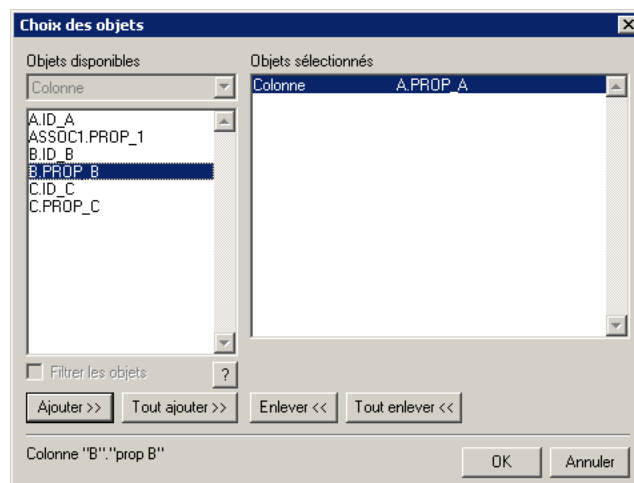 Choix des objets
Objets disponibles
Objets sélectionnés
Colonne
Colonne A.PROP_A
A.ID_A
ASSOC1.PROP_1
B.ID_B
B.PROP_B
C.ID_C
C.PROP_C
Filtrer les objets
?
Ajouter >>
Tout ajouter >>
Enlever <<
Tout enlever <<
Colonne "B"."prop B"
OK
Annuler